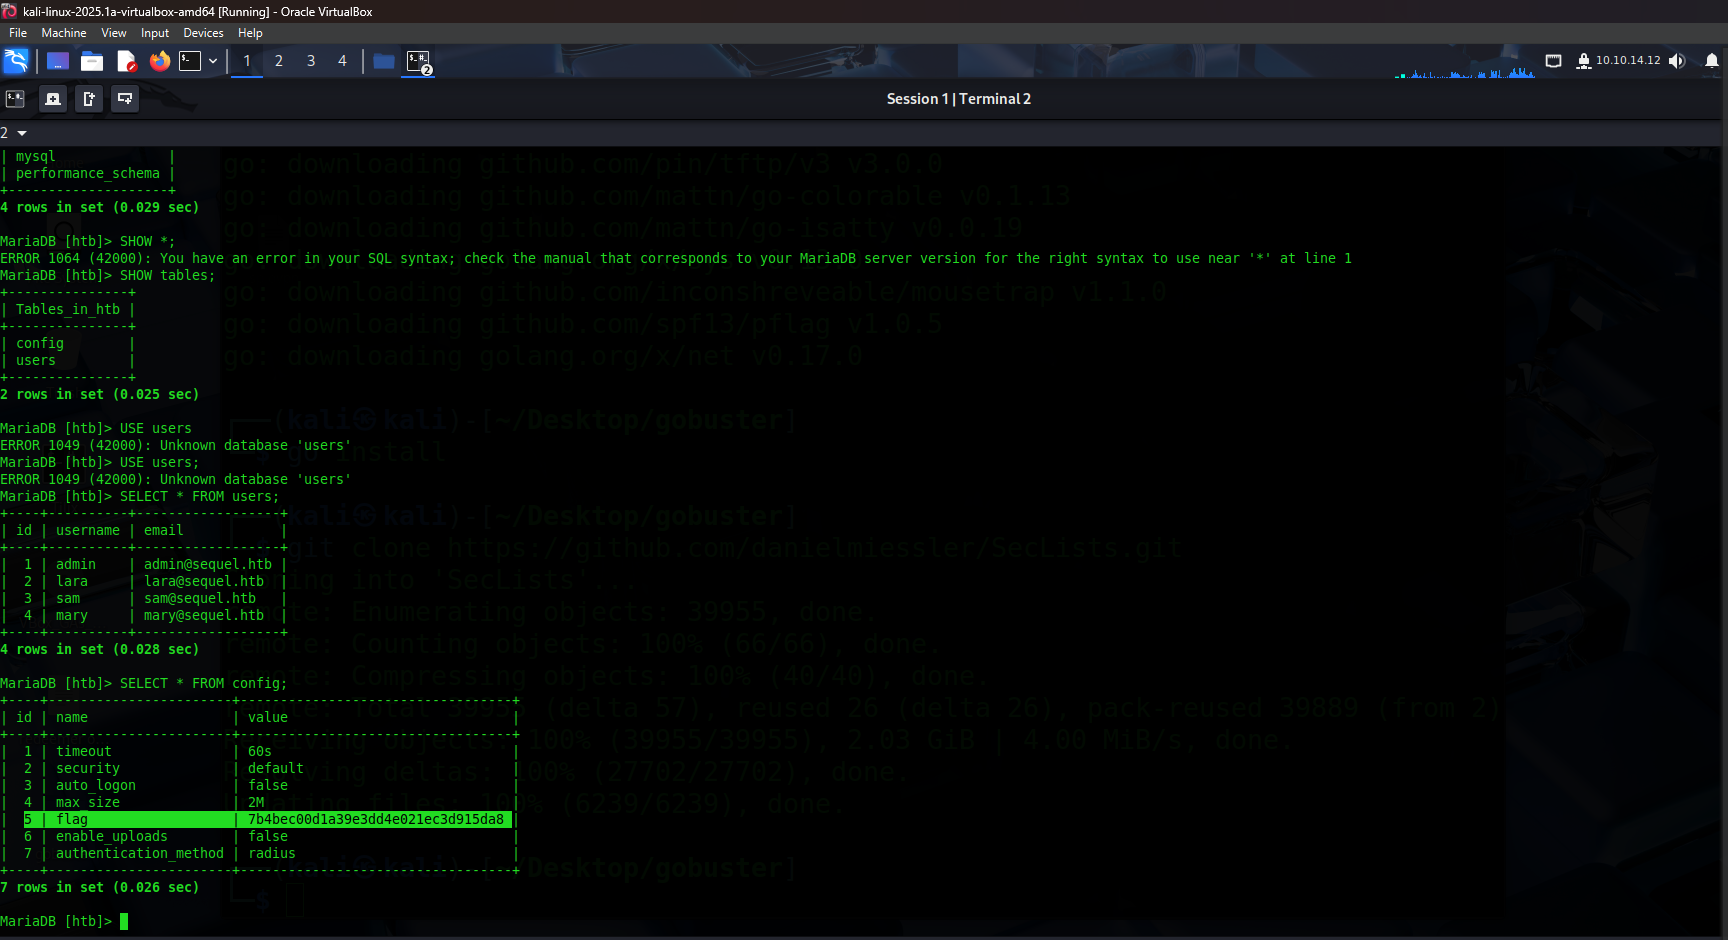 kali-linux-2025.1a-virtualbox-amd64 [Running] - Oracle VirtualBox
File Machine View Input Devices Help
1 2 3 4 2 10.10.14.12
Session 1 | Terminal 2
2
| mysql |
| performance_schema |
+--------------------+
4 rows in set (0.029 sec)
MariaDB [htb]> SHOW *;
ERROR 1064 (42000): You have an error in your SQL syntax; check the manual that corresponds to your MariaDB server version for the right syntax to use near '*' at line 1
MariaDB [htb]> SHOW tables;
+---------------+
| Tables_in_htb |
+---------------+
| config |
| users |
+---------------+
2 rows in set (0.025 sec)
MariaDB [htb]> USE users
ERROR 1049 (42000): Unknown database 'users'
MariaDB [htb]> USE users;
ERROR 1049 (42000): Unknown database 'users'
MariaDB [htb]> SELECT * FROM users;
+----+----------+------------------+
| id | username | email |
+----+----------+------------------+
| 1 | admin | admin@sequel.htb |
| 2 | lara | lara@sequel.htb |
| 3 | sam | sam@sequel.htb |
| 4 | mary | mary@sequel.htb |
+----+----------+------------------+
4 rows in set (0.028 sec)
MariaDB [htb]> SELECT * FROM config;
+----+-----------------------+----------------------------------+
| id | name | value |
+----+-----------------------+----------------------------------+
| 1 | timeout | 60s |
| 2 | security | default |
| 3 | auto_logon | false |
| 4 | max_size | 2M |
| 5 | flag | 7b4bec00d1a39e3dd4e021ec3d915da8 |
| 6 | enable_uploads | false |
| 7 | authentication_method | radius |
+----+-----------------------+----------------------------------+
7 rows in set (0.026 sec)
MariaDB [htb]>
go: downloading github.com/pin/tftp/v3 v3.0.0
go: downloading github.com/mattn/go-colorable v0.1.13
go: downloading github.com/mattn/go-isatty v0.0.19
go: downloading github.com/inconshreveable/mousetrap v1.1.0
go: downloading github.com/spf13/pflag v1.0.5
go: downloading golang.org/x/net v0.17.0
(kali㉿kali)-[~/Desktop/gobuster]
install
(kali㉿kali)-[~/Desktop/gobuster]
git clone https://github.com/danielmiessler/SecLists.git
into 'SecLists'...
remote: Enumerating objects: 39955, done.
remote: Counting objects: 100% (66/66), done.
remote: Compressing objects: 100% (40/40), done.
Total 39955 (delta 57), reused 26 (delta 26), pack-reused 39889 (from 2)
objects: 100% (39955/39955), 2.03 GiB | 4.00 MiB/s, done.
deltas: 100% (27702/27702), done.
files: 100% (6239/6239), done.
(kali㉿kali)-[~/Desktop/gobuster]
$